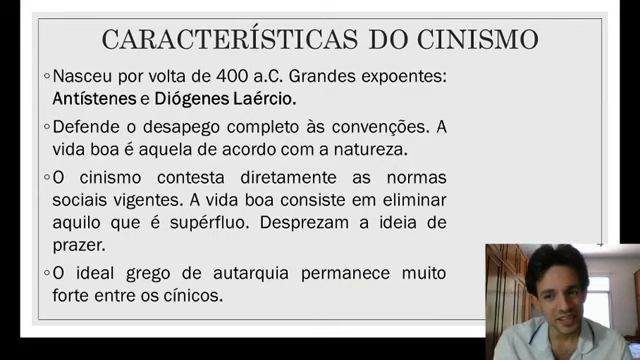 CARACTERÍSTICAS DO CINISMO
◦Nasceu por volta de 400 a.C. Grandes expoentes:
Antístenes e Diógenes Laércio.
◦Defende o desapego completo às convenções. A
vida boa é aquela de acordo com a natureza.
◦O cinismo contesta diretamente as normas
sociais vigentes. A vida boa consiste em eliminar
aquilo que é supérfluo. Desprezam a ideia de
prazer.
◦O ideal grego de autarquia permanece muito
forte entre os cínicos.